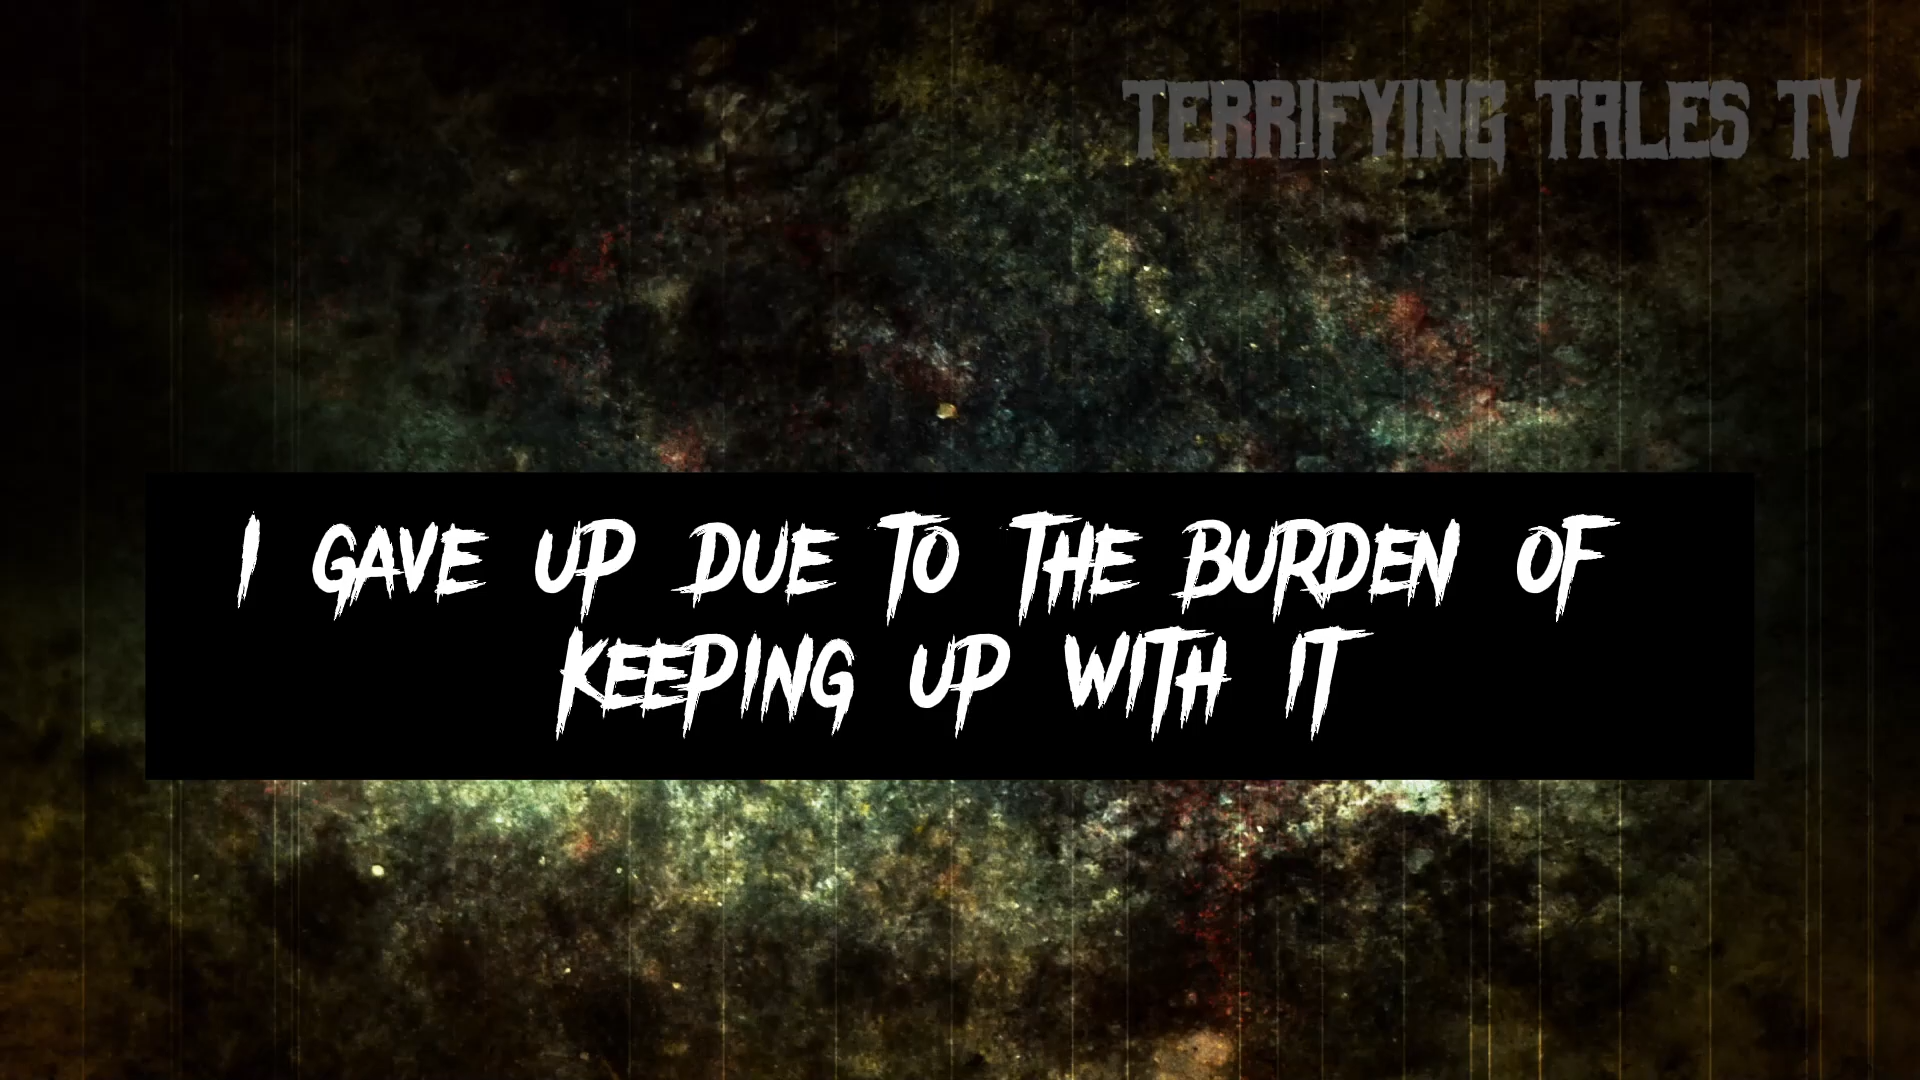 TERRIFYING TALES TV
I GAVE UP DUE TO THE BURDEN OF
KEEPING UP WITH IT